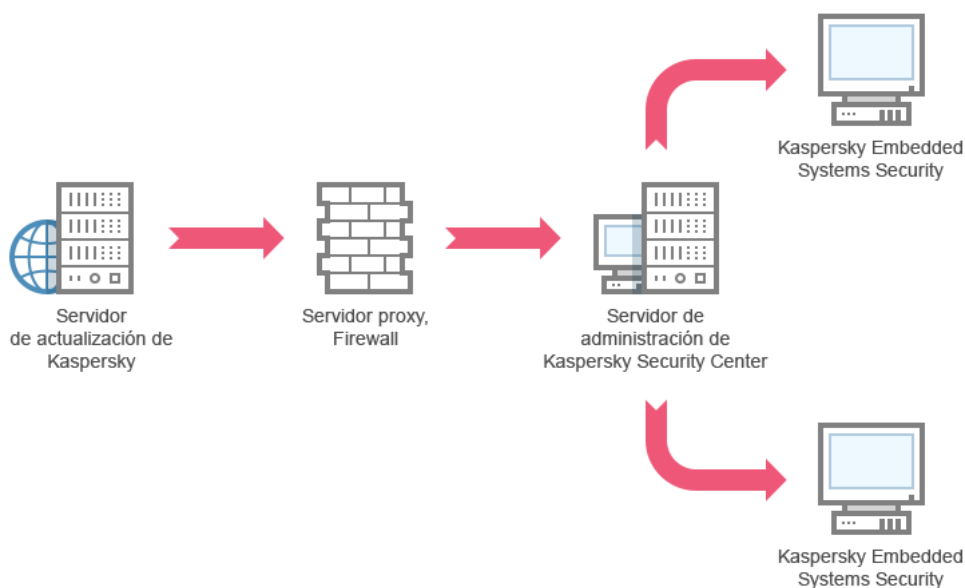 Kaspersky Embedded
Systems Security
Servidor
de actualización de
Kaspersky
Servidor proxy,
Firewall
Servidor de
administración de
Kaspersky Security Center
Kaspersky Embedded
Systems Security